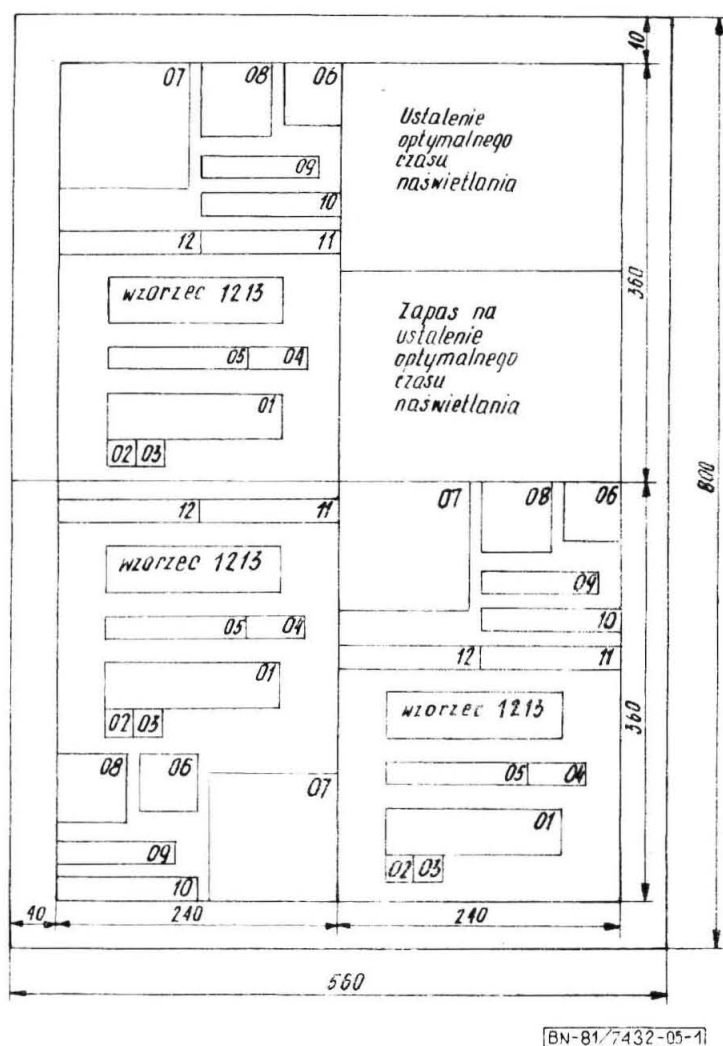 40
07 08 06
Ustalenie
optymalnego
czasu
naświetlania
09
10
12 11
wzorzec 1213
360
Zapas na
ustalenie
optymalnego
czasu
naświetlania
05 04
01
02 03
800
12 11
07 08 06
wzorzec 1213
09
05 04
10
12 11
01
wzorzec 1213
360
02 03
08 06
07
05 04
01
09
02 03
10
40 240 240
560
BN-81/7432-05-1